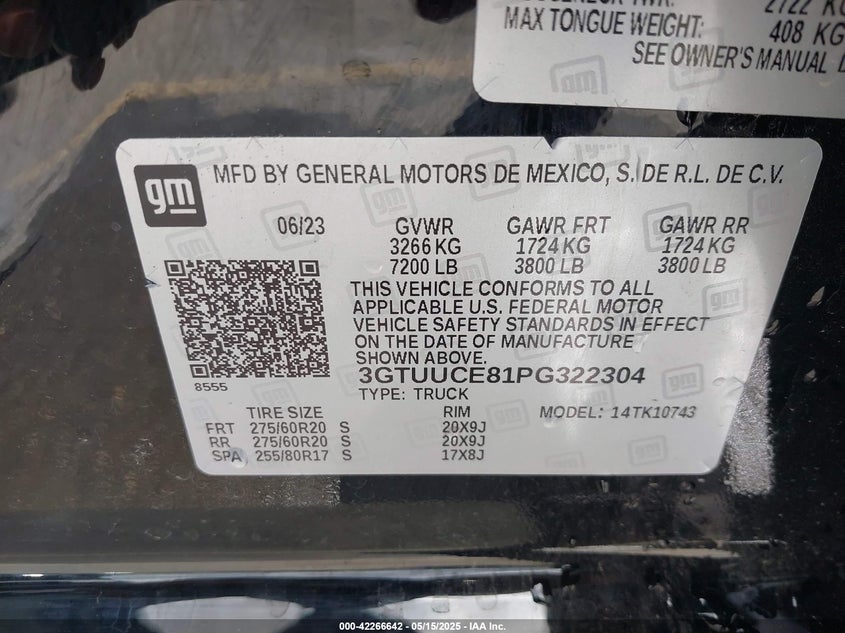 2722 KG
MAX TONGUE WEIGHT: 408 KG
SEE OWNER'S MANUAL
gm MFD BY GENERAL MOTORS DE MEXICO, S. DE R.L. DE C.V.
06/23 GVWR GAWR FRT GAWR RR
3266 KG 1724 KG 1724 KG
7200 LB 3800 LB 3800 LB
THIS VEHICLE CONFORMS TO ALL
APPLICABLE U.S. FEDERAL MOTOR
VEHICLE SAFETY STANDARDS IN EFFECT
ON THE DATE OF MANUFACTURE
SHOWN ABOVE.
8555 3GTUUCE81PG322304
TYPE: TRUCK
TIRE SIZE RIM MODEL: 14TK10743
FRT 275/60R20 S 20X9J
RR 275/60R20 S 20X9J
SPA 255/80R17 S 17X8J
000-42266642 - 05/15/2025 - IAA Inc.